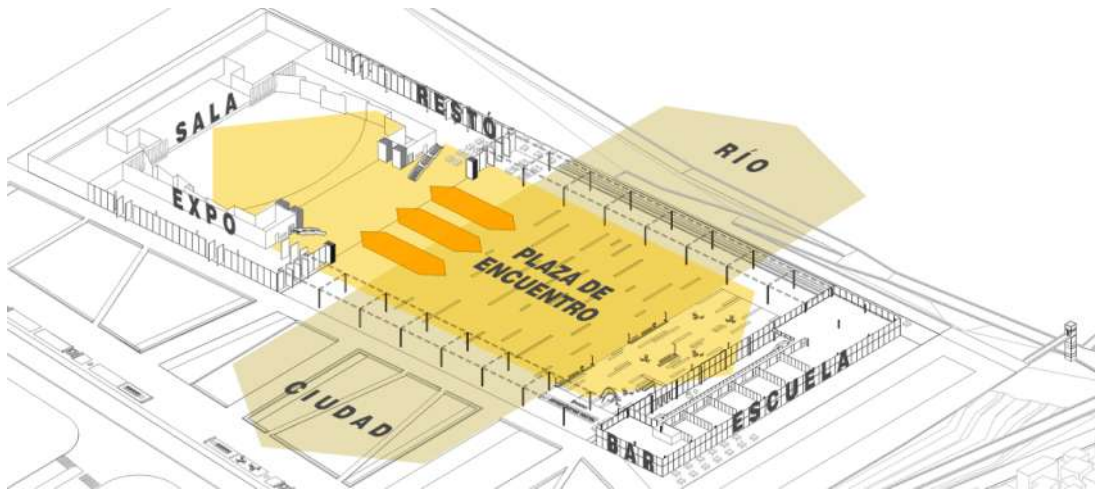 RESTÓ
SALA
RÍO
EXPO
PLAZA DE
ENCUENTRO
CIUDAD
ESCUELA
BAR